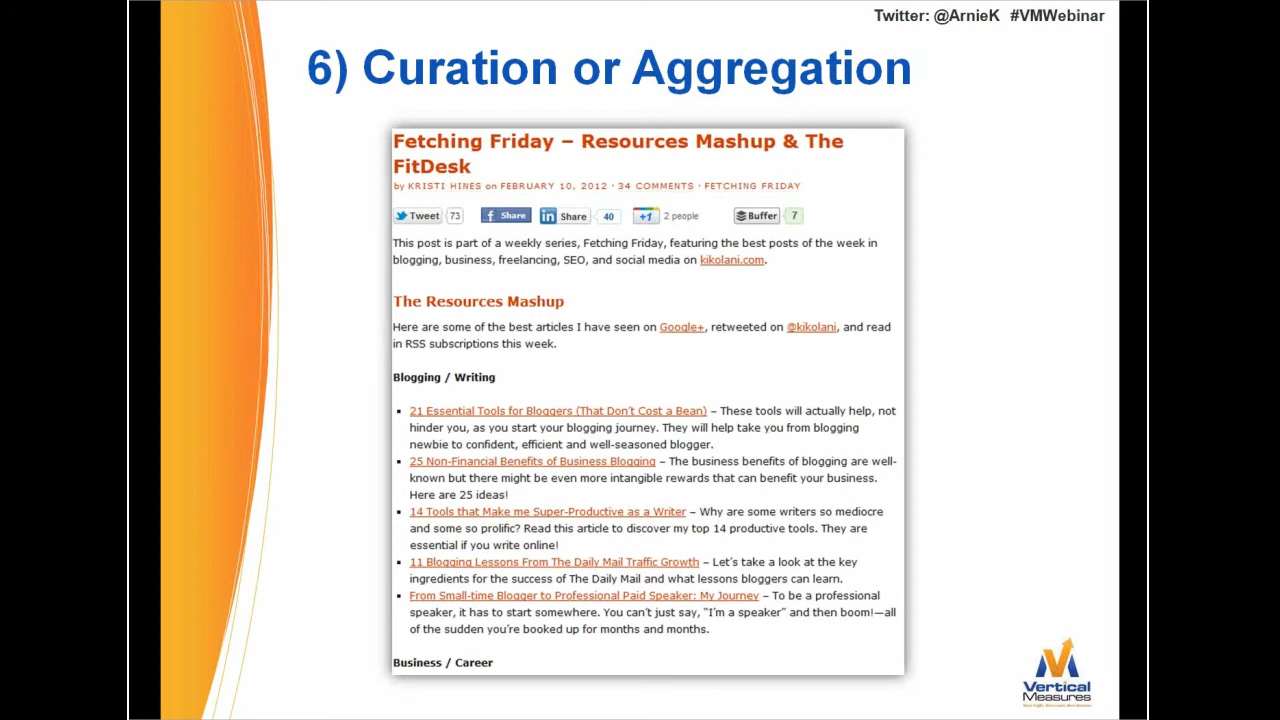 Twitter: @ArnieK #VMWebinar
6) Curation or Aggregation
Fetching Friday – Resources Mashup & The
FitDesk
by KRISTI HINES on FEBRUARY 10, 2012 · 34 COMMENTS · FETCHING FRIDAY
Tweet 73 Share Share 40 +1 2 people Buffer 7
This post is part of a weekly series, Fetching Friday, featuring the best posts of the week in
blogging, business, freelancing, SEO, and social media on kikolani.com.
The Resources Mashup
Here are some of the best articles I have seen on Google+, retweeted on @kikolani, and read
in RSS subscriptions this week.
Blogging / Writing
21 Essential Tools for Bloggers (That Don't Cost a Bean) – These tools will actually help, not
hinder you, as you start your blogging journey. They will help take you from blogging
newbie to confident, efficient and well-seasoned blogger.
25 Non-Financial Benefits of Business Blogging – The business benefits of blogging are well-
known but there might be even more intangible rewards that can benefit your business.
Here are 25 ideas!
14 Tools that Make me Super-Productive as a Writer – Why are some writers so mediocre
and some so prolific? Read this article to discover my top 14 productive tools. They are
essential if you write online!
11 Blogging Lessons From The Daily Mail Traffic Growth – Let's take a look at the key
ingredients for the success of The Daily Mail and what lessons bloggers can learn.
From Small-time Blogger to Professional Paid Speaker: My Journey – To be a professional
speaker, it has to start somewhere. You can't just say, "I'm a speaker" and then boom!—all
of the sudden you're booked up for months and months.
Business / Career
Vertical
Measures